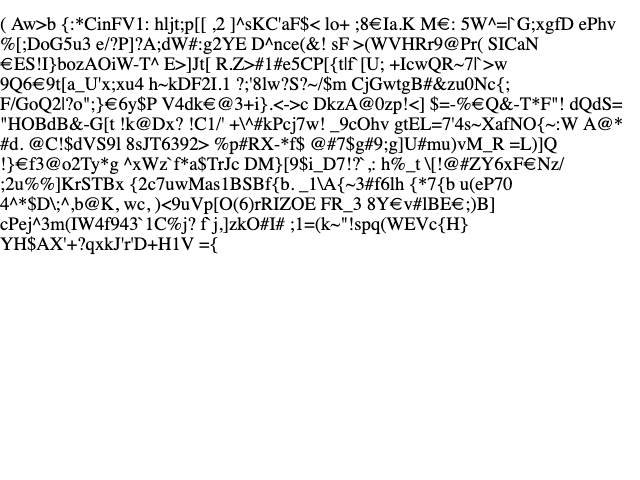 ( Aw>b {:*CinFV1: hljt;p[[ ,2 ]^sKC'aF$< lo+ ;8€Ia.K M€: 5W^=l`G;xgfD ePhv
%[;DoG5u3 e/?P]?A;dW#:g2YE D^nce(&! sF >(WVHRr9@Pr( SICaN
€ES!I}bozAOiW-T^ E>]Jt[ R.Z>#1#e5CP[{t|f` [U; +IcwQR~7l`>w
9Q6€9t[a_U'x;xu4 h~kDF2I.1 ?;'8lw?S?~/$m CjGwtgB#&zu0Nc{;
F/GoQ2l?o";}€6y$P V4dk€@3+i}.<->c DkzA@0zp!<] $=-%€Q&-T*F"! dQdS=
"HOBdB&-G[t !k@Dx? !C1/' +\^#kPcj7w! _9cOhv gtEL=7'4s~XafNO{~:W A@*
#d. @C!$dVS9l 8sJT6392> %p#RX-*f$ @#7$g#9;g]U#mu)vM_R =L)]Q
!}€f3@o2Ty*g ^xWz`f*a$TrJc DM}[9$i_D7!?`,: h%_t \[!@#ZY6xF€Nz/
;2u%%]KrSTBx {2c7uwMas1BSBf{b. _1\A{~3#f6lh {*7{b u(eP70
4^*$D\;^,b@K, wc, )<9uVp[O(6)rRIZOE FR_3 8Y€v#lBE€;)B]
cPej^3m(IW4f943`1C%j? f`j,]zkO#I# ;1=(k~"!spq(WEVc{H}
YH$AX'+?qxkJ'r'D+H1V ={